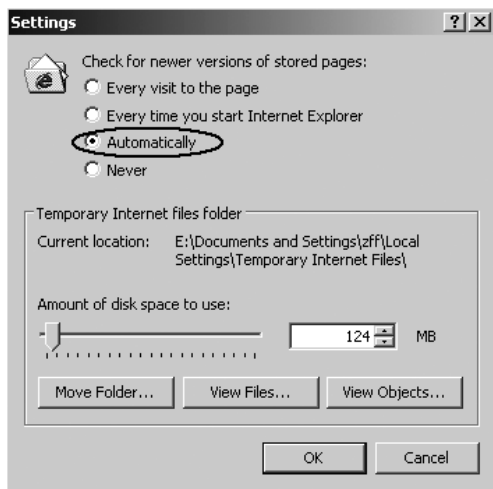 Settings
Check for newer versions of stored pages:
Every visit to the page
Every time you start Internet Explorer
Automatically
Never
Temporary Internet files folder
Current location: E:\Documents and Settings\zff\Local
Settings\Temporary Internet Files\
Amount of disk space to use:
124 MB
Move Folder... View Files... View Objects...
OK Cancel